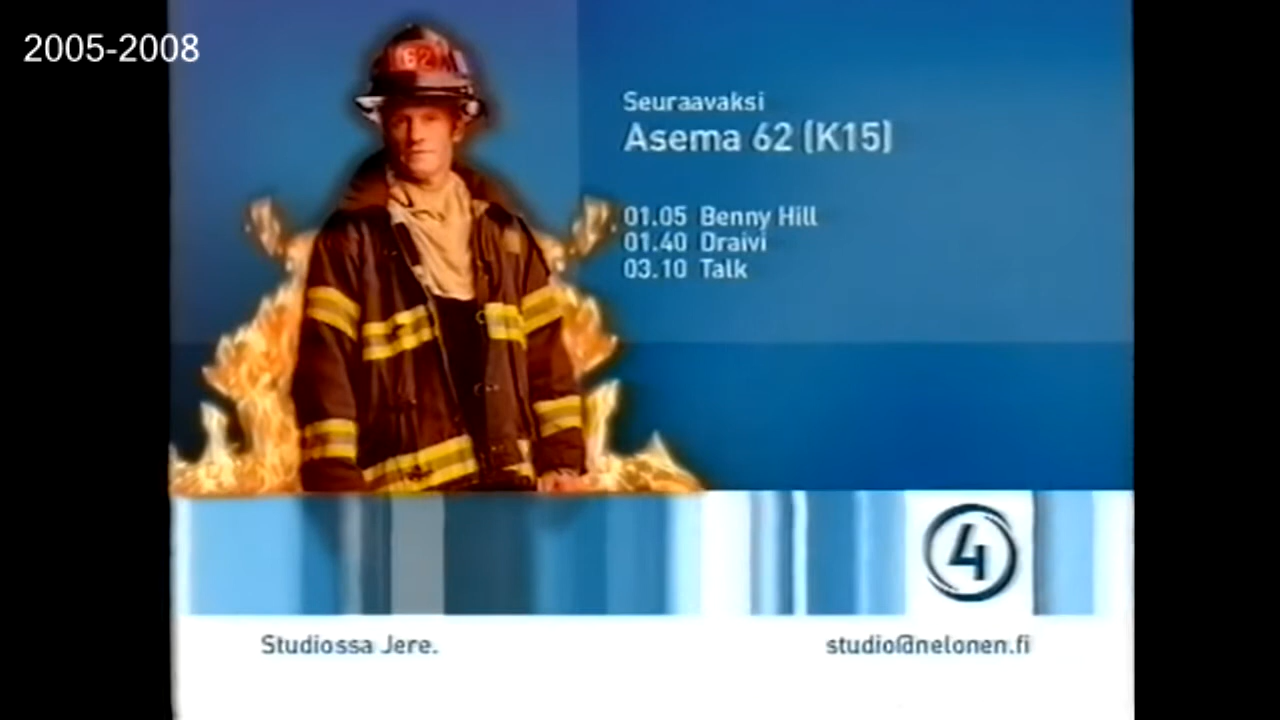 2005-2008
62
Seuraavaksi
Asema 62 (K15)
01.05 Benny Hill
01.40 Draivi
03.10 Talk
4
Studiossa Jere.
studio@nelonen.fi